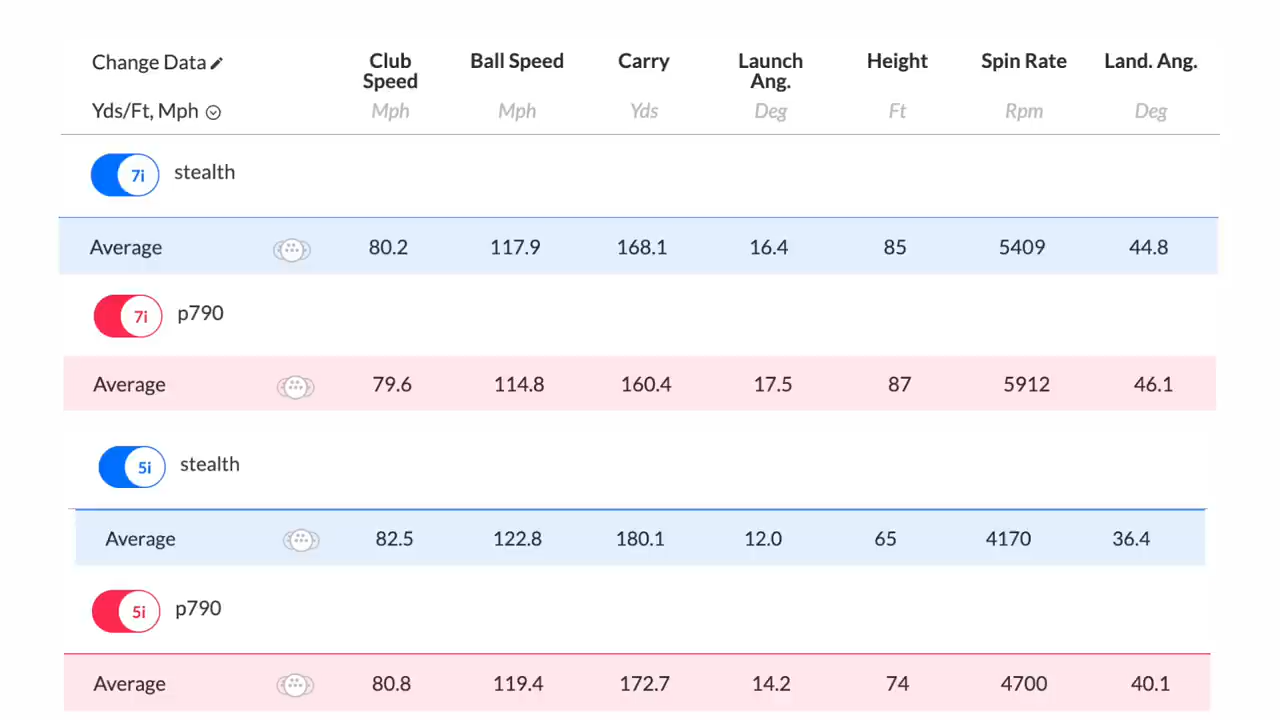 Change Data Club Speed Ball Speed Carry Launch Ang. Height Spin Rate Land. Ang.
Yds/Ft, Mph Mph Mph Yds Deg Ft Rpm Deg
7i stealth
Average 80.2 117.9 168.1 16.4 85 5409 44.8
7i p790
Average 79.6 114.8 160.4 17.5 87 5912 46.1
5i stealth
Average 82.5 122.8 180.1 12.0 65 4170 36.4
5i p790
Average 80.8 119.4 172.7 14.2 74 4700 40.1